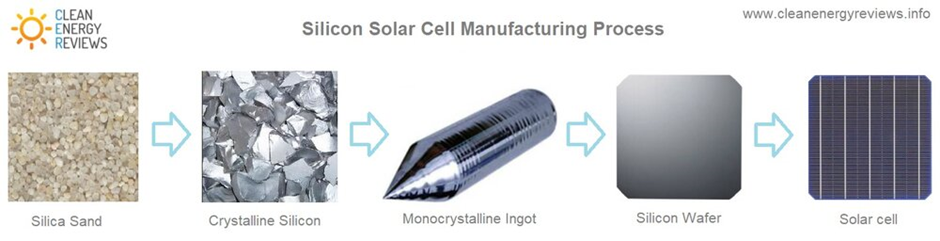 CLEAN
ENERGY
REVIEWS
Silicon Solar Cell Manufacturing Process
www.cleanenergyreviews.info
Silica Sand
Crystalline Silicon
Monocrystalline Ingot
Silicon Wafer
Solar cell